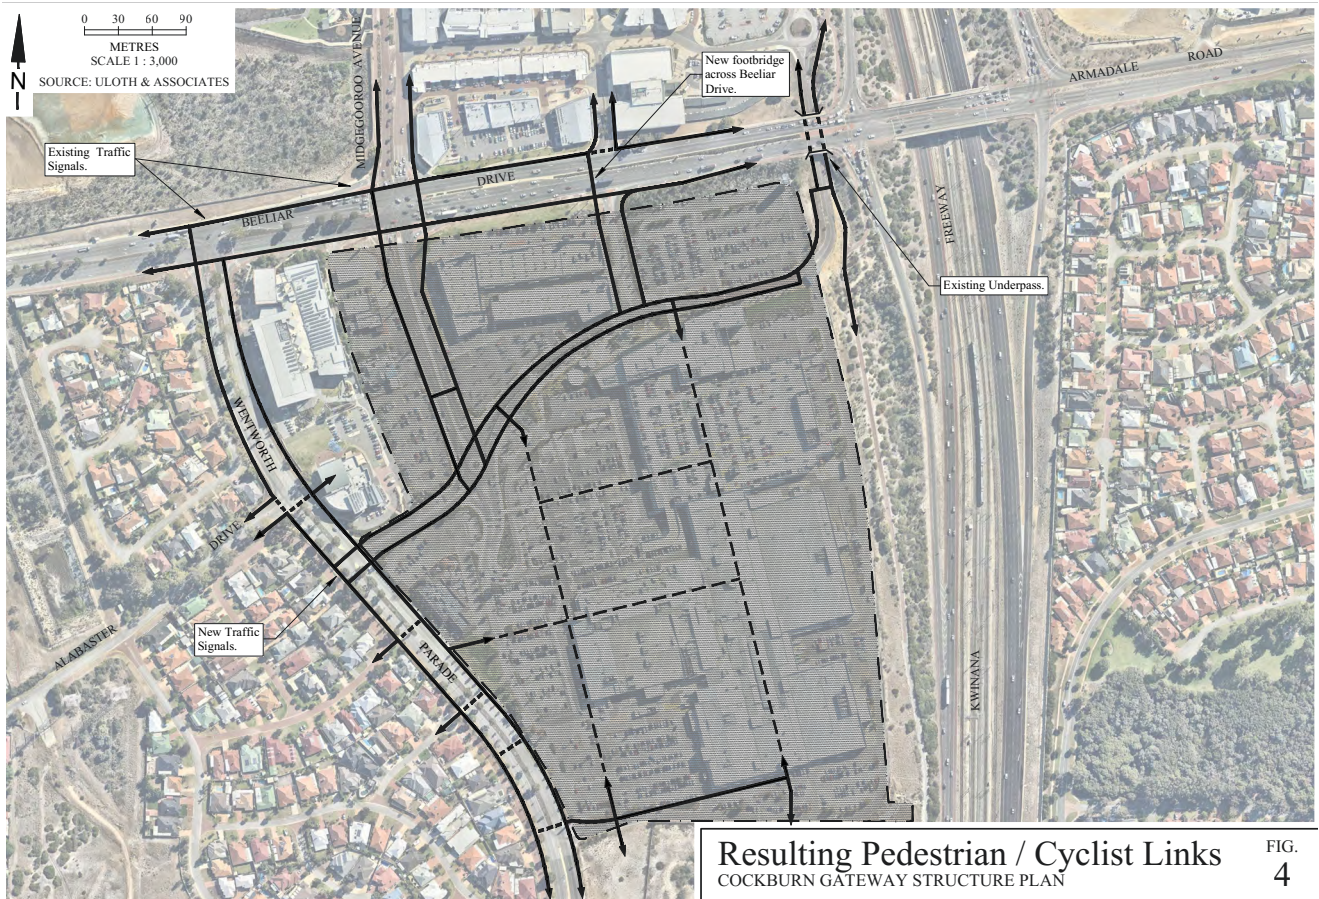 0 30 60 90
METRES
SCALE 1 : 3,000
SOURCE: ULOTH & ASSOCIATES
N
MIDGEGOOROO AVENUE
New footbridge
across Beeliar
Drive.
ARMADALE ROAD
Existing Traffic
Signals.
BEELIAR DRIVE
FREEWAY
Existing Underpass.
WENTWORTH
DRIVE
New Traffic
Signals.
ALABASTER
PARADE
KWINANA
Resulting Pedestrian / Cyclist Links
COCKBURN GATEWAY STRUCTURE PLAN
FIG.
4